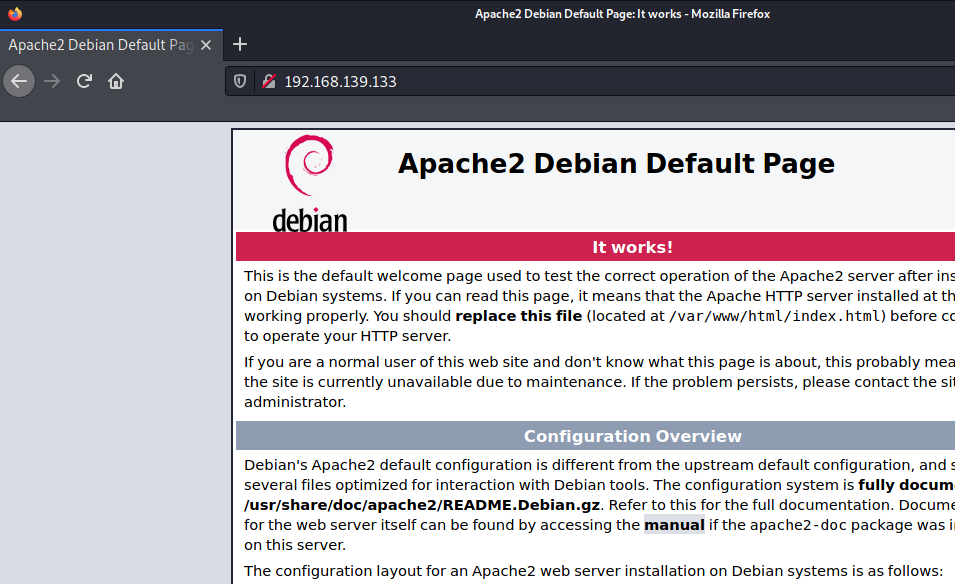 Apache2 Debian Default Page: It works - Mozilla Firefox
Apache2 Debian Default Pag
192.168.139.133
debian
Apache2 Debian Default Page
It works!
This is the default welcome page used to test the correct operation of the Apache2 server after ins
on Debian systems. If you can read this page, it means that the Apache HTTP server installed at th
working properly. You should replace this file (located at /var/www/html/index.html) before co
to operate your HTTP server.
If you are a normal user of this web site and don't know what this page is about, this probably mea
the site is currently unavailable due to maintenance. If the problem persists, please contact the sit
administrator.
Configuration Overview
Debian's Apache2 default configuration is different from the upstream default configuration, and s
several files optimized for interaction with Debian tools. The configuration system is fully docum
/usr/share/doc/apache2/README.Debian.gz. Refer to this for the full documentation. Docume
for the web server itself can be found by accessing the manual if the apache2-doc package was i
on this server.
The configuration layout for an Apache2 web server installation on Debian systems is as follows: